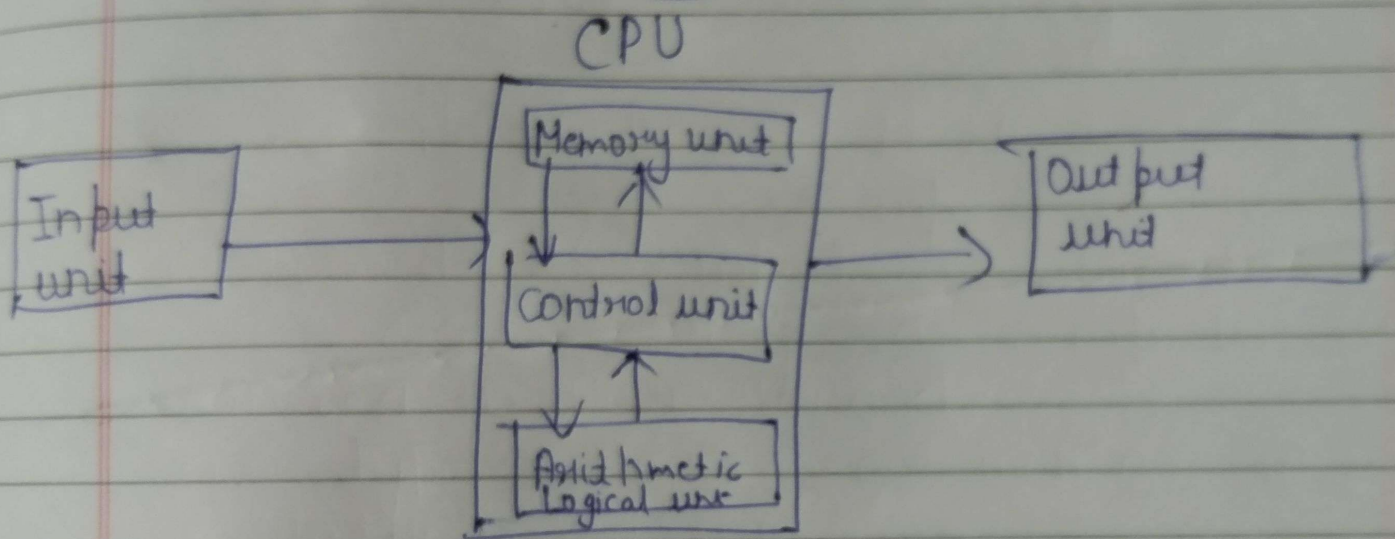 CPU
Memory unit
Input
unit
Output
unit
Control unit
Arithmetic
Logical unit